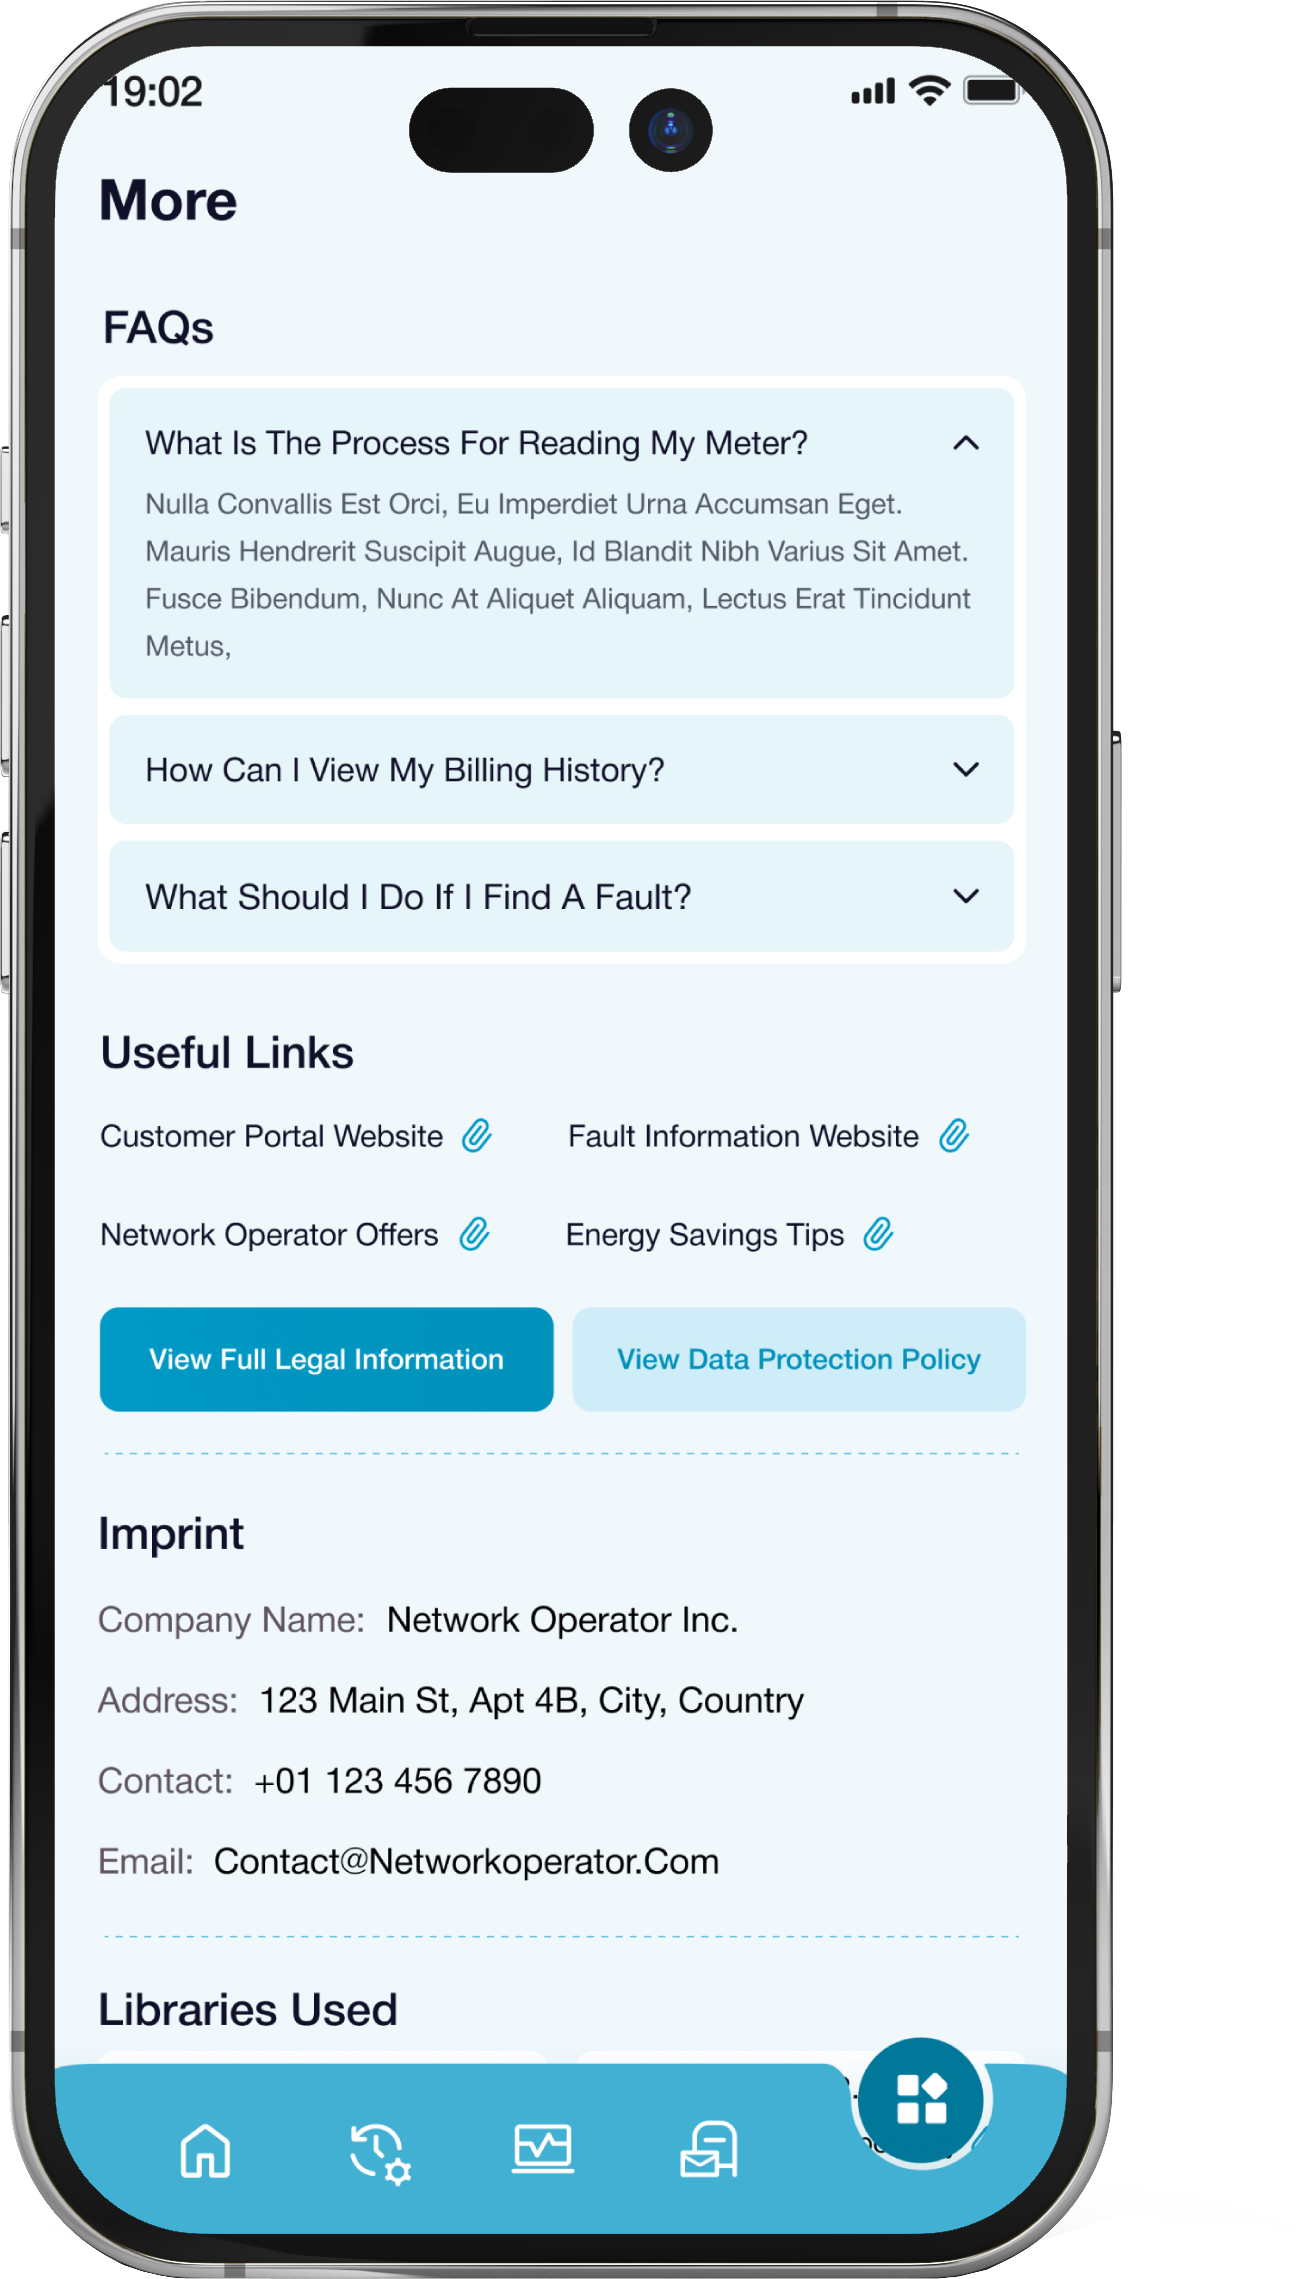 19:02
More
FAQs
What Is The Process For Reading My Meter?
Nulla Convallis Est Orci, Eu Imperdiet Urna Accumsan Eget.
Mauris Hendrerit Suscipit Augue, Id Blandit Nibh Varius Sit Amet.
Fusce Bibendum, Nunc At Aliquet Aliquam, Lectus Erat Tincidunt
Metus,
How Can I View My Billing History?
What Should I Do If I Find A Fault?
Useful Links
Customer Portal Website
Fault Information Website
Network Operator Offers
Energy Savings Tips
View Full Legal Information
View Data Protection Policy
Imprint
Company Name: Network Operator Inc.
Address: 123 Main St, Apt 4B, City, Country
Contact: +01 123 456 7890
Email: Contact@Networkoperator.Com
Libraries Used